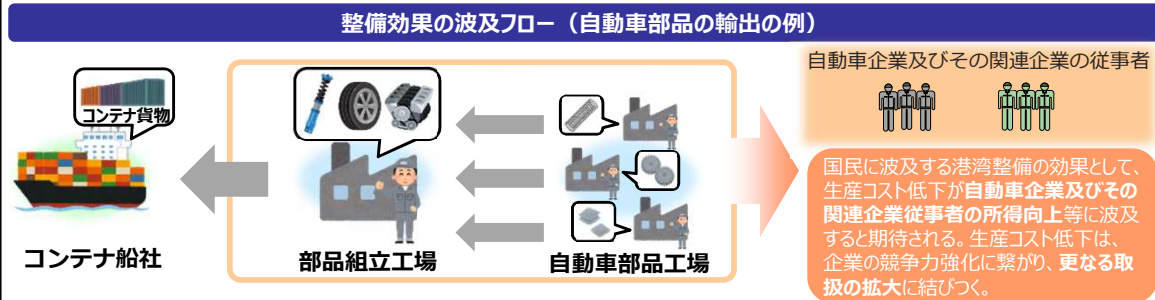 整備効果の波及フロー（自動車部品の輸出の例）
コンテナ貨物
コンテナ船社
部品組立工場
自動車部品工場
自動車企業及びその関連企業の従事者
国民に波及する港湾整備の効果として、
生産コスト低下が自動車企業及びその
関連企業従事者の所得向上等に波及
すると期待される。生産コスト低下は、
企業の競争力強化に繋がり、更なる取
扱の拡大に結びつく。